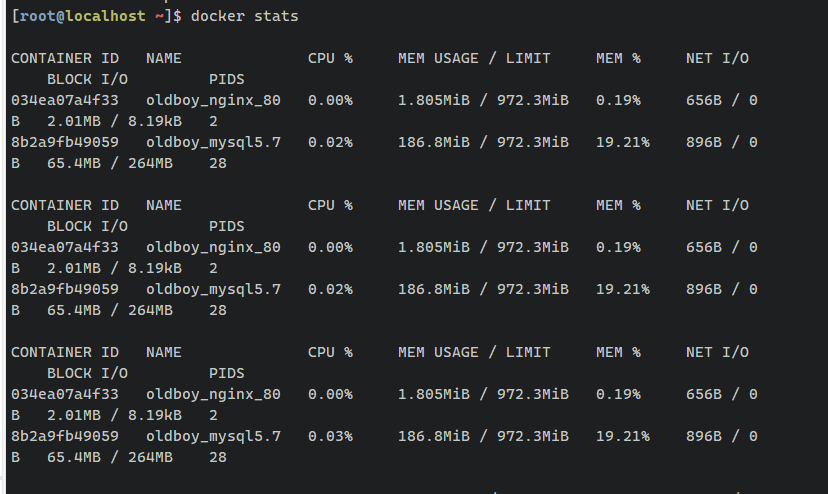 [root@localhost ~]$ docker stats
CONTAINER ID   NAME              CPU %     MEM USAGE / LIMIT     MEM %     NET I/O
    BLOCK I/O         PIDS
034ea07a4f33   oldboy_nginx_80   0.00%     1.805MiB / 972.3MiB   0.19%     656B / 0
B   2.01MB / 8.19kB   2
8b2a9fb49059   oldboy_mysql5.7   0.02%     186.8MiB / 972.3MiB   19.21%    896B / 0
B   65.4MB / 264MB    28
CONTAINER ID   NAME              CPU %     MEM USAGE / LIMIT     MEM %     NET I/O
    BLOCK I/O         PIDS
034ea07a4f33   oldboy_nginx_80   0.00%     1.805MiB / 972.3MiB   0.19%     656B / 0
B   2.01MB / 8.19kB   2
8b2a9fb49059   oldboy_mysql5.7   0.02%     186.8MiB / 972.3MiB   19.21%    896B / 0
B   65.4MB / 264MB    28
CONTAINER ID   NAME              CPU %     MEM USAGE / LIMIT     MEM %     NET I/O
    BLOCK I/O         PIDS
034ea07a4f33   oldboy_nginx_80   0.00%     1.805MiB / 972.3MiB   0.19%     656B / 0
B   2.01MB / 8.19kB   2
8b2a9fb49059   oldboy_mysql5.7   0.03%     186.8MiB / 972.3MiB   19.21%    896B / 0
B   65.4MB / 264MB    28